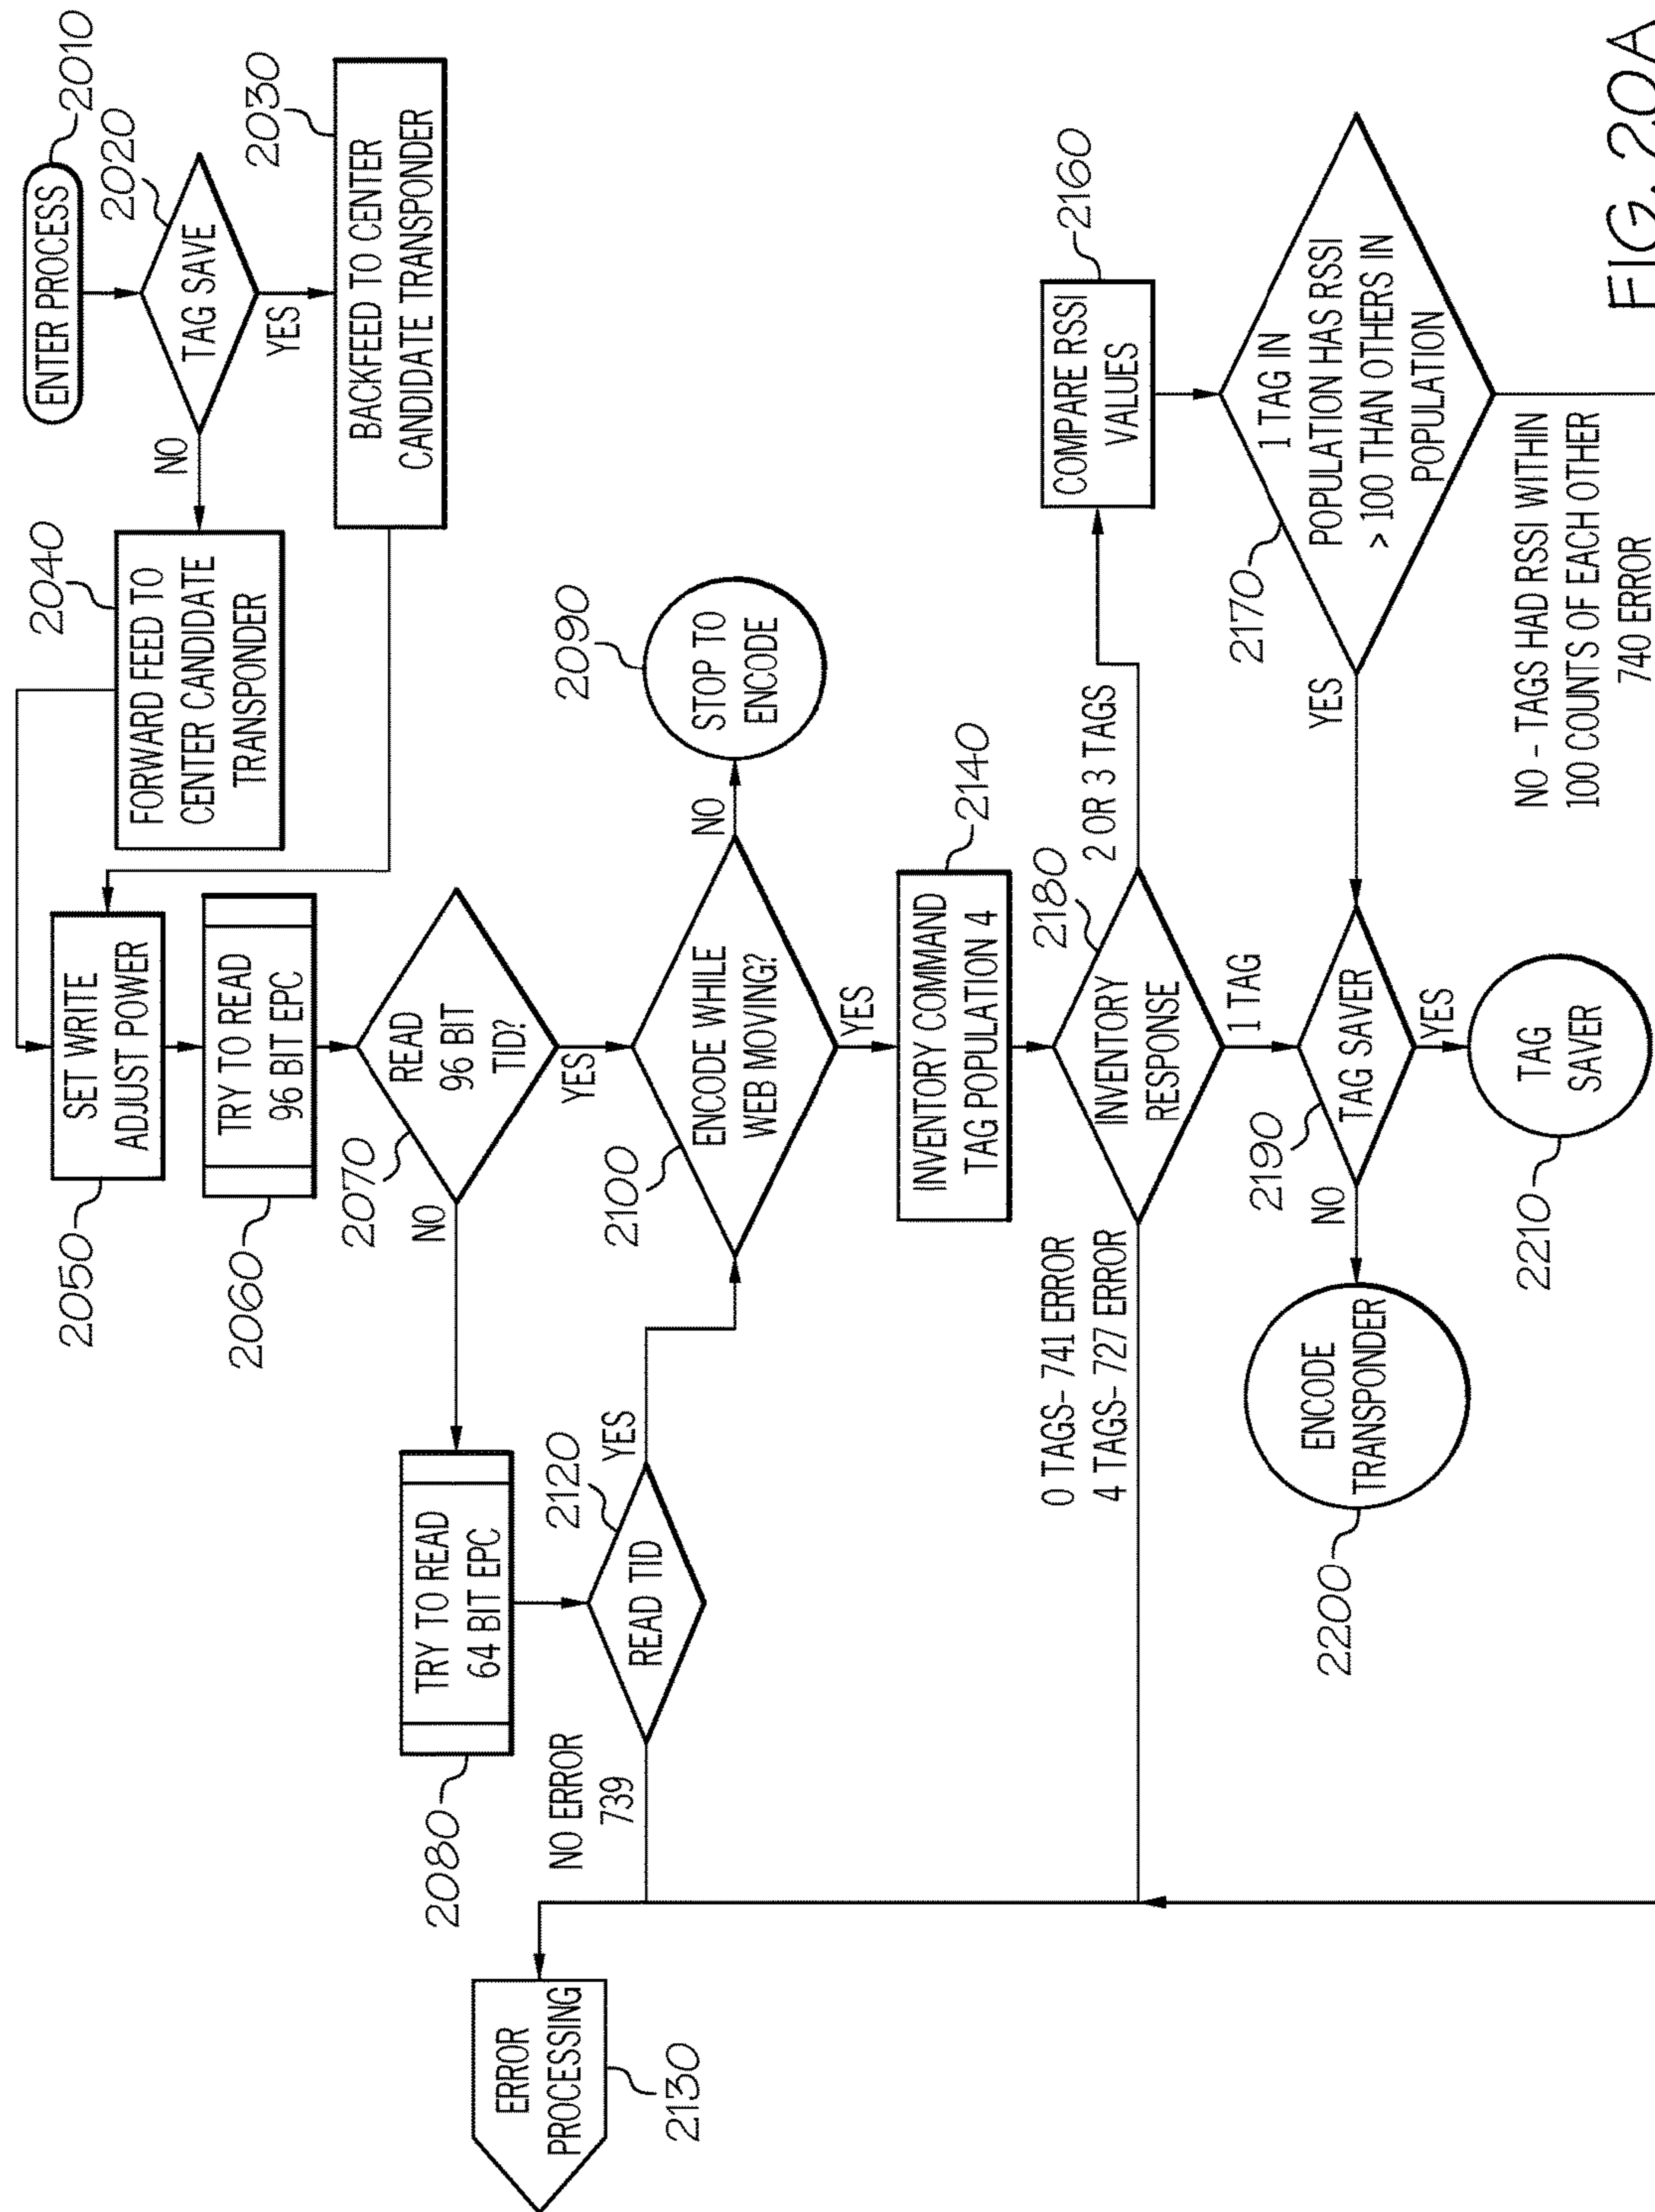 ENTER PROCESS
2010
TAG SAVE
2020
YES
NO
BACKFEED TO CENTER
CANDIDATE TRANSPONDER
2030
FORWARD FEED TO
CENTER CANDIDATE
TRANSPONDER
2040
SET WRITE
ADJUST POWER
2050
TRY TO READ
96 BIT EPC
2060
READ
96 BIT
TID?
2070
NO
YES
TRY TO READ
64 BIT EPC
2080
READ TID
2120
YES
NO ERROR
739
ENCODE WHILE
WEB MOVING?
2100
NO
STOP TO
ENCODE
2090
YES
INVENTORY COMMAND
TAG POPULATION 4
2140
INVENTORY
RESPONSE
2180
2 OR 3 TAGS
0 TAGS- 741 ERROR
4 TAGS- 727 ERROR
1 TAG
COMPARE RSSI
VALUES
2160
1 TAG IN
POPULATION HAS RSSI
> 100 THAN OTHERS IN
POPULATION
2170
YES
NO - TAGS HAD RSSI WITHIN
100 COUNTS OF EACH OTHER
740 ERROR
TAG SAVER
2190
NO
YES
ENCODE
TRANSPONDER
2200
TAG
SAVER
2210
ERROR
PROCESSING
2130
FIG. 20A